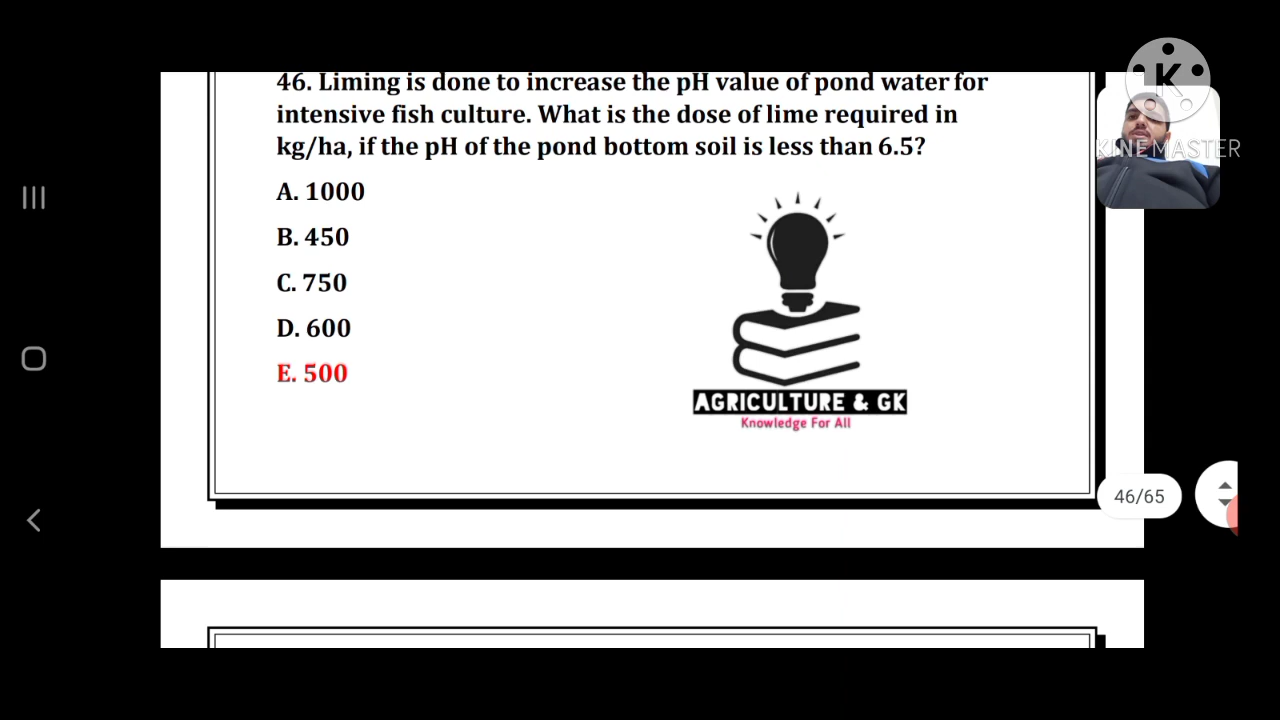 46. Liming is done to increase the pH value of pond water for
intensive fish culture. What is the dose of lime required in
kg/ha, if the pH of the pond bottom soil is less than 6.5?
A. 1000
B. 450
C. 750
D. 600
E. 500
AGRICULTURE & GK
Knowledge For All
K
KINEMASTER
46/65